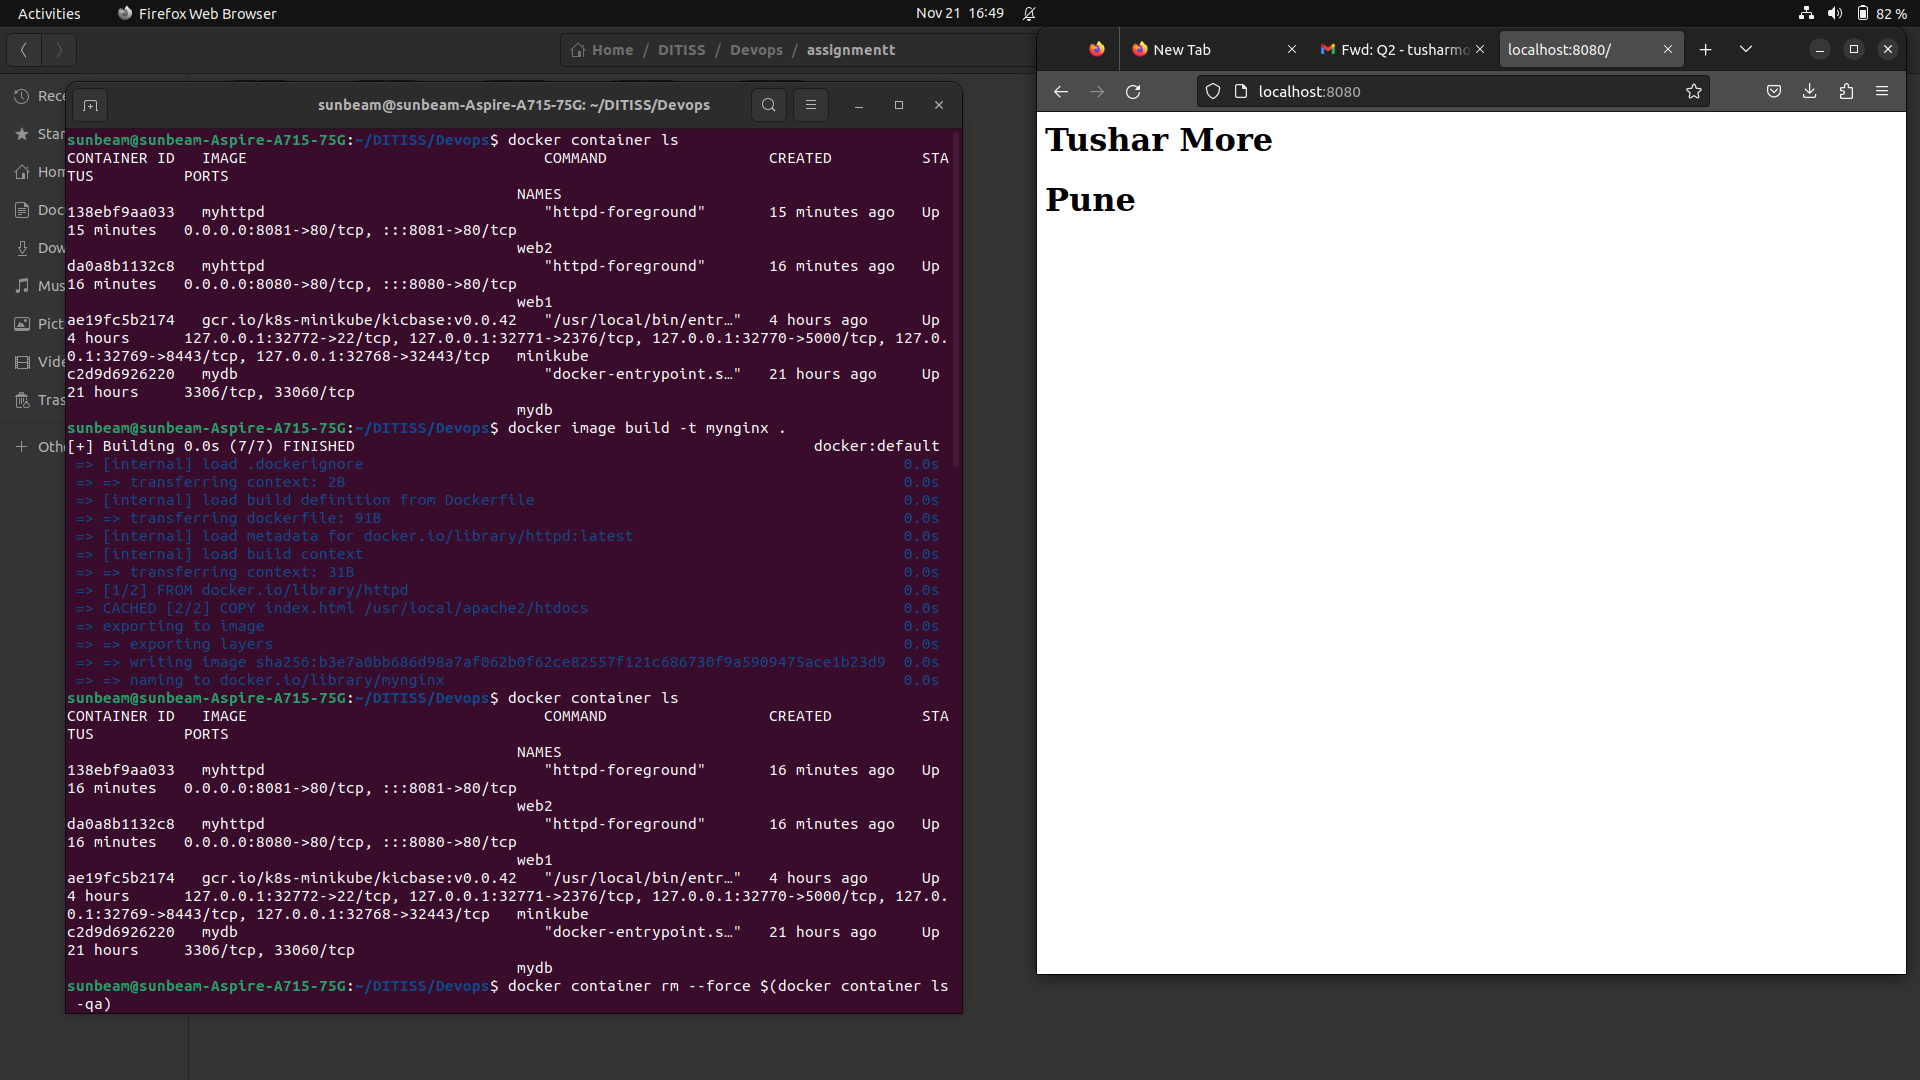 Activities
Firefox Web Browser
Nov 21 16:49
82 %
Home / DITISS / Devops / assignmentt
Rece
Star
Hom
Doc
Dow
Mus
Pict
Vide
Tras
Othe
sunbeam@sunbeam-Aspire-A715-75G: ~/DITISS/Devops
sunbeam@sunbeam-Aspire-A715-75G:~/DITISS/Devops$ docker container ls
CONTAINER ID   IMAGE                                 COMMAND                  CREATED          STA
TUS          PORTS
NAMES
138ebf9aa033   myhttpd                               "httpd-foreground"       15 minutes ago   Up
15 minutes   0.0.0.0:8081->80/tcp, :::8081->80/tcp
web2
da0a8b1132c8   myhttpd                               "httpd-foreground"       16 minutes ago   Up
16 minutes   0.0.0.0:8080->80/tcp, :::8080->80/tcp
web1
ae19fc5b2174   gcr.io/k8s-minikube/kicbase:v0.0.42   "/usr/local/bin/entr…"   4 hours ago      Up
4 hours      127.0.0.1:32772->22/tcp, 127.0.0.1:32771->2376/tcp, 127.0.0.1:32770->5000/tcp, 127.0.
0.1:32769->8443/tcp, 127.0.0.1:32768->32443/tcp   minikube
c2d9d6926220   mydb                                  "docker-entrypoint.s…"   21 hours ago     Up
21 hours     3306/tcp, 33060/tcp
mydb
sunbeam@sunbeam-Aspire-A715-75G:~/DITISS/Devops$ docker image build -t mynginx .
[+] Building 0.0s (7/7) FINISHED                                                   docker:default
=> [internal] load .dockerignore 0.0s
=> => transferring context: 2B 0.0s
=> [internal] load build definition from Dockerfile 0.0s
=> => transferring dockerfile: 91B 0.0s
=> [internal] load metadata for docker.io/library/httpd:latest 0.0s
=> [internal] load build context 0.0s
=> => transferring context: 31B 0.0s
=> [1/2] FROM docker.io/library/httpd 0.0s
=> CACHED [2/2] COPY index.html /usr/local/apache2/htdocs 0.0s
=> exporting to image 0.0s
=> => exporting layers 0.0s
=> => writing image sha256:b3e7a0bb686d98a7af062b0f62ce82557f121c686730f9a5909475ace1b23d9 0.0s
=> => naming to docker.io/library/mynginx 0.0s
sunbeam@sunbeam-Aspire-A715-75G:~/DITISS/Devops$ docker container ls
CONTAINER ID   IMAGE                                 COMMAND                  CREATED          STA
TUS          PORTS
NAMES
138ebf9aa033   myhttpd                               "httpd-foreground"       16 minutes ago   Up
16 minutes   0.0.0.0:8081->80/tcp, :::8081->80/tcp
web2
da0a8b1132c8   myhttpd                               "httpd-foreground"       16 minutes ago   Up
16 minutes   0.0.0.0:8080->80/tcp, :::8080->80/tcp
web1
ae19fc5b2174   gcr.io/k8s-minikube/kicbase:v0.0.42   "/usr/local/bin/entr…"   4 hours ago      Up
4 hours      127.0.0.1:32772->22/tcp, 127.0.0.1:32771->2376/tcp, 127.0.0.1:32770->5000/tcp, 127.0.
0.1:32769->8443/tcp, 127.0.0.1:32768->32443/tcp   minikube
c2d9d6926220   mydb                                  "docker-entrypoint.s…"   21 hours ago     Up
21 hours     3306/tcp, 33060/tcp
mydb
sunbeam@sunbeam-Aspire-A715-75G:~/DITISS/Devops$ docker container rm --force $(docker container ls
-qa)
New Tab
Fwd: Q2 - tusharmo
localhost:8080/
localhost:8080
Tushar More
Pune